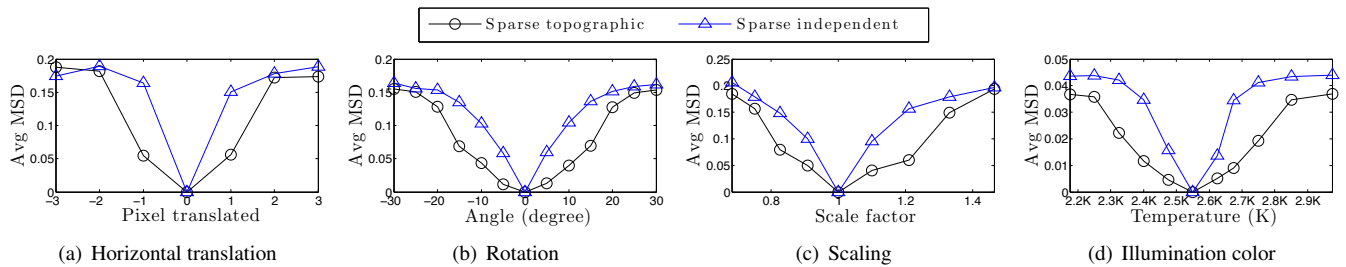 Sparse topographic Sparse independent
0.2
0.15
0.1
0.05
0
Avg MSD
−3 −2 −1 0 1 2 3
Pixel translated
(a) Horizontal translation
0.2
0.15
0.1
0.05
0
Avg MSD
−30 −20 −10 0 10 20 30
Angle (degree)
(b) Rotation
0.25
0.2
0.15
0.1
0.05
0
Avg MSD
0.8 1 1.2 1.4
Scale factor
(c) Scaling
0.05
0.04
0.03
0.02
0.01
0
Avg MSD
2.2K 2.3K 2.4K 2.5K 2.6K 2.7K 2.8K 2.9K
Temperature (K)
(d) Illumination color